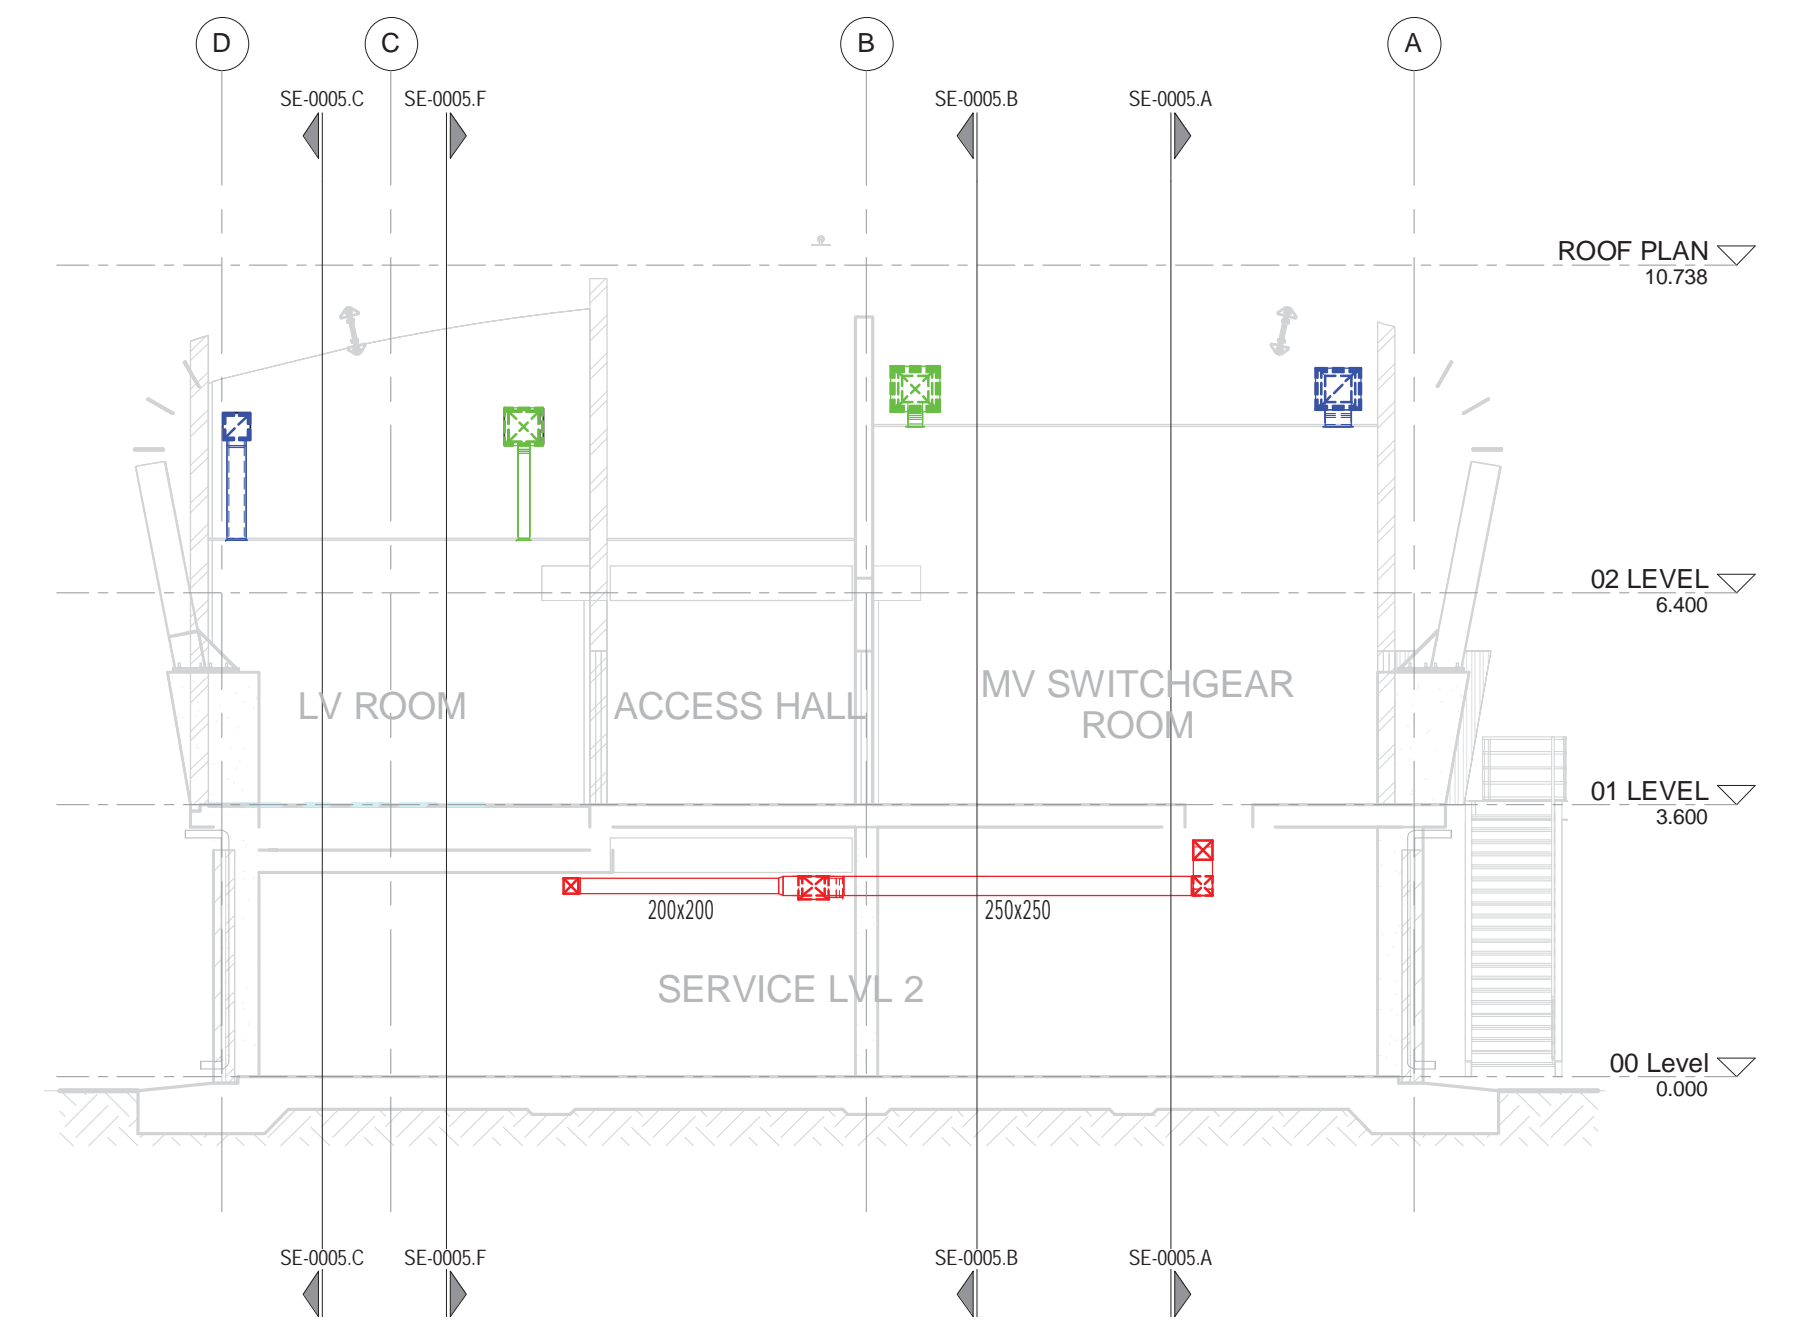 D
C
B
A
SE-0005.C
SE-0005.F
SE-0005.B
SE-0005.A
ROOF PLAN
10.738
02 LEVEL
6.400
LV ROOM
ACCESS HALL
MV SWITCHGEAR
ROOM
01 LEVEL
3.600
200x200
250x250
SERVICE LVL 2
00 Level
0.000
SE-0005.C
SE-0005.F
SE-0005.B
SE-0005.A